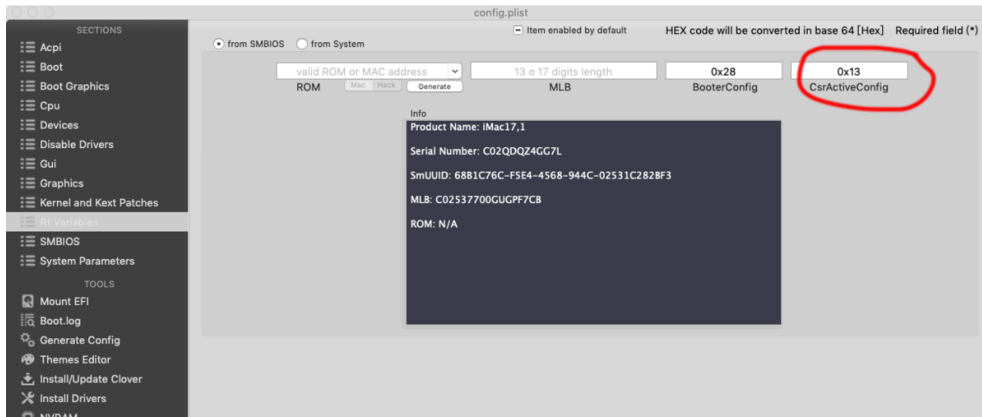 config.plist
SECTIONS
Acpi
Boot
Boot Graphics
Cpu
Devices
Disable Drivers
Gui
Graphics
Kernel and Kext Patches
Rt Variables
SMBIOS
System Parameters
TOOLS
Mount EFI
Boot.log
Generate Config
Themes Editor
Install/Update Clover
Install Drivers
NVRAM
Item enabled by default
HEX code will be converted in base 64 [Hex]
Required field (*)
from SMBIOS
from System
valid ROM or MAC address
13 o 17 digits length
0x28
0x13
ROM
Mac
Hack
Generate
MLB
BooterConfig
CsrActiveConfig
Info
Product Name: iMac17,1
Serial Number: C02QDQZ4GG7L
SmUUID: 68B1C76C-F5E4-4568-944C-02531C282BF3
MLB: C02537700GUGPF7CB
ROM: N/A